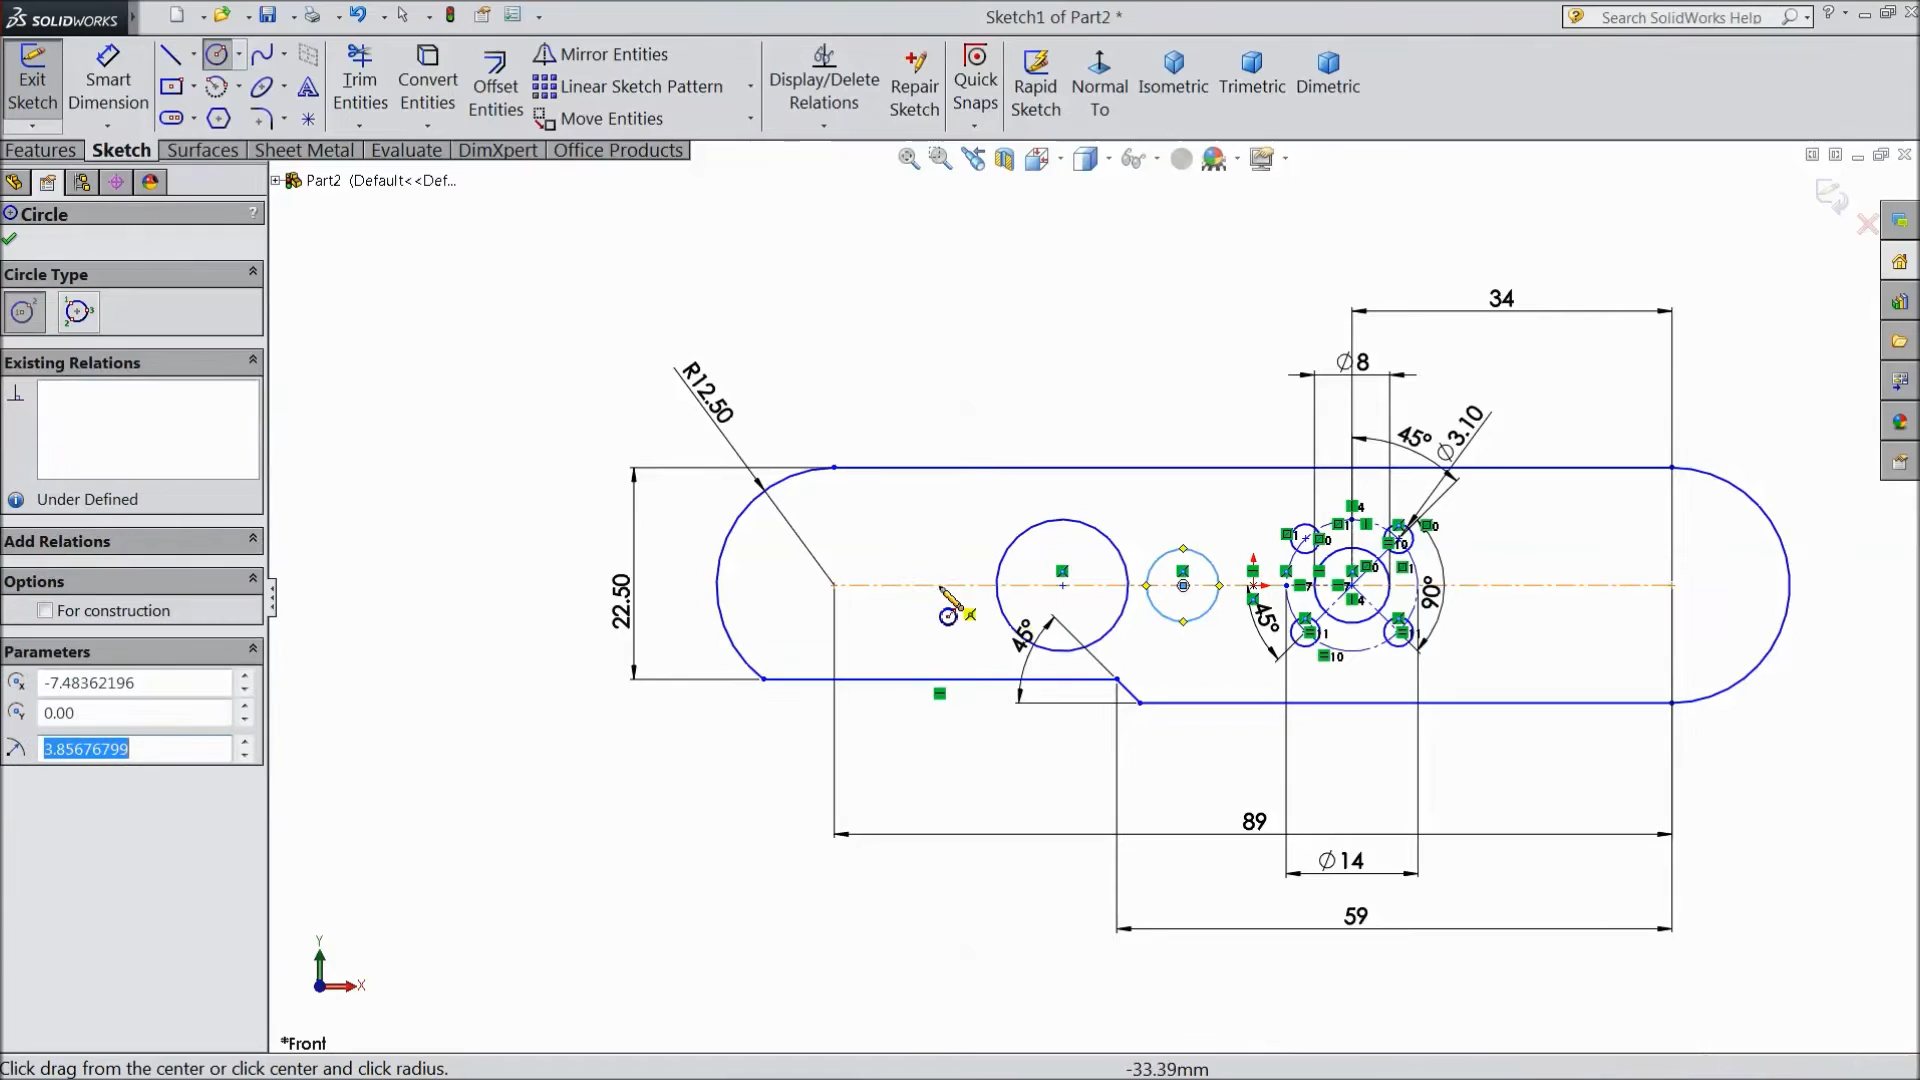 SOLIDWORKS
Sketch1 of Part2 *
Search SolidWorks Help
Exit Sketch
Smart Dimension
Trim Entities
Convert Entities
Offset Entities
Mirror Entities
Linear Sketch Pattern
Move Entities
Display/Delete Relations
Repair Sketch
Quick Snaps
Rapid Sketch
Normal To
Isometric
Trimetric
Dimetric
Features
Sketch
Surfaces
Sheet Metal
Evaluate
DimXpert
Office Products
Part2 (Default<<Def...
Circle
?
Circle Type
Existing Relations
Under Defined
Add Relations
Options
For construction
Parameters
-7.48362196
0.00
3.85676799
34
∅8
R12.50
45°
∅3.10
22.50
45°
45°
90°
89
∅14
59
Y
X
*Front
Click drag from the center or click center and click radius.
-33.39mm